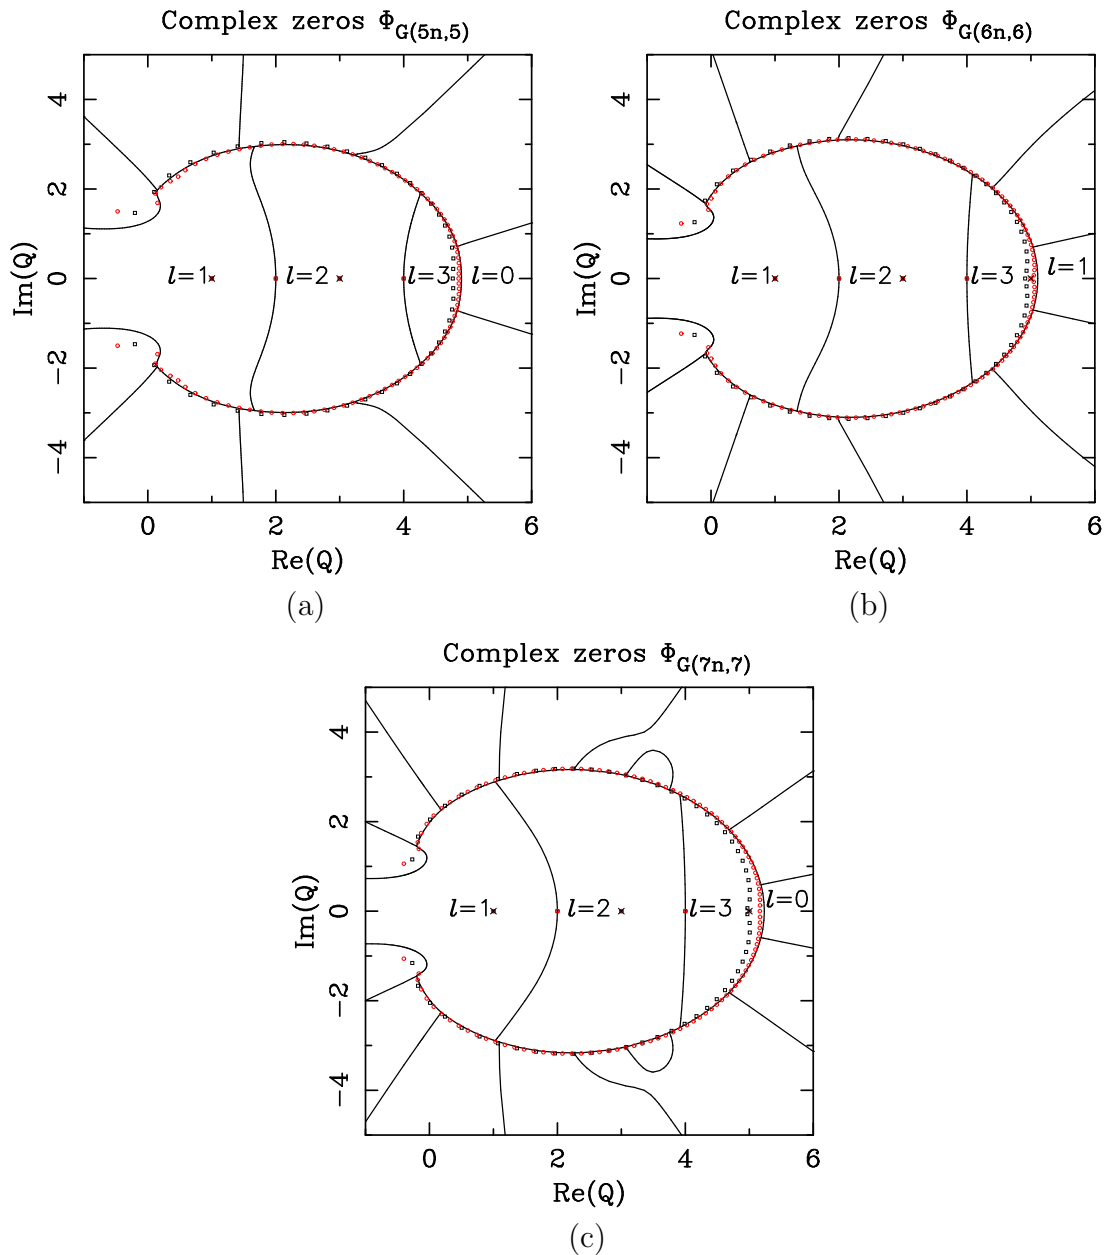 Complex zeros Φ_G(5n,5)
Complex zeros Φ_G(6n,6)
4
2
0
−2
−4
Im(Q)
l=1
l=2
l=3
l=0
0
2
4
6
Re(Q)
(a)
4
2
0
−2
−4
Im(Q)
l=1
l=2
l=3
l=1
0
2
4
6
Re(Q)
(b)
Complex zeros Φ_G(7n,7)
4
2
0
−2
−4
Im(Q)
l=1
l=2
l=3
l=0
0
2
4
6
Re(Q)
(c)